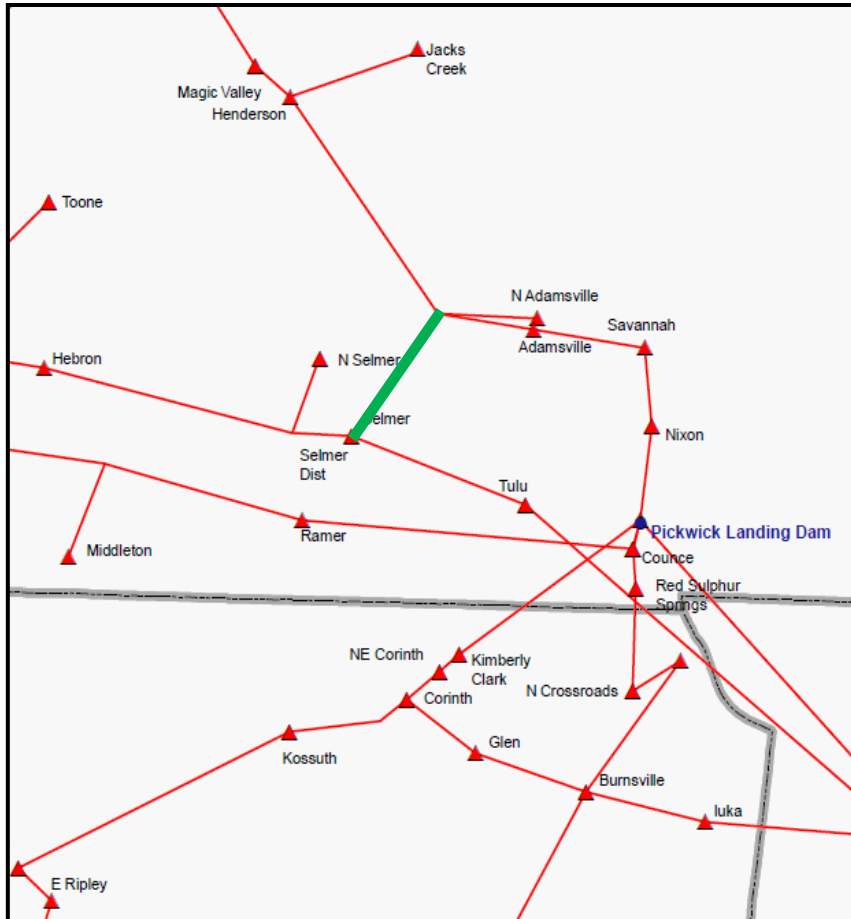 Jacks
Creek
Magic Valley
Henderson
Toone
N Adamsville
Savannah
Adamsville
Hebron
N Selmer
Selmer
Nixon
Selmer
Dist
Tulu
Pickwick Landing Dam
Ramer
Middleton
Counce
Red Sulphur
Springs
NE Corinth
Kimberly
Clark
Corinth
N Crossroads
Glen
Kossuth
Burnsville
Iuka
E Ripley